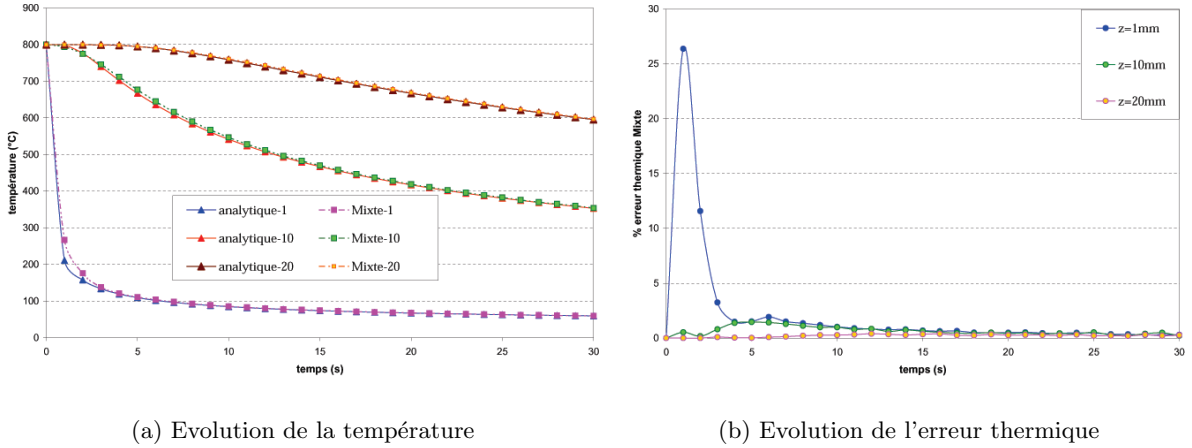 900
800
700
600
500
400
300
200
100
0
température (°C)
analytique-1
Mixte-1
analytique-10
Mixte-10
analytique-20
Mixte-20
0
5
10
15
20
25
30
temps (s)
(a) Evolution de la température
30
25
20
15
10
5
0
% erreur thermique Mixte
z=1mm
z=10mm
z=20mm
0
5
10
15
20
25
30
temps (s)
(b) Evolution de l'erreur thermique